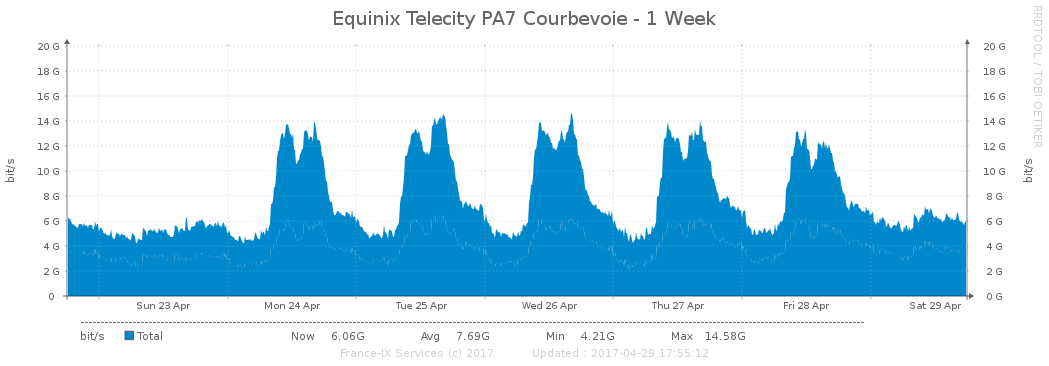 Equinix Telecity PA7 Courbevoie - 1 Week
RRDTOOL / TOBI OETIKER
bit/s
20 G
18 G
16 G
14 G
12 G
10 G
8 G
6 G
4 G
2 G
0
20 G
18 G
16 G
14 G
12 G
10 G
8 G
6 G
4 G
2 G
0 G
bit/s
Sun 23 Apr Mon 24 Apr Tue 25 Apr Wed 26 Apr Thu 27 Apr Fri 28 Apr Sat 29 Apr
bit/s Total Now 6.06G Avg 7.69G Min 4.21G Max 14.58G
France-IX Services (c) 2017 Updated : 2017-04-29 17:55:12